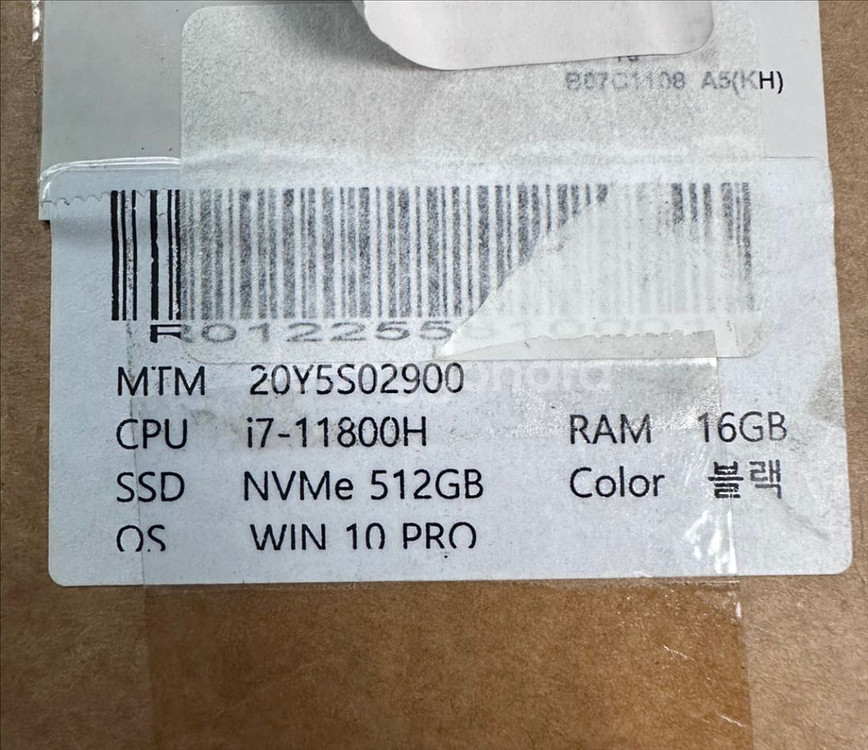 B07C1108 A5(KH)
MTM 20Y5S02900
CPU i7-11800H RAM 16GB
SSD NVMe 512GB Color 블랙
OS WIN 10 PRO